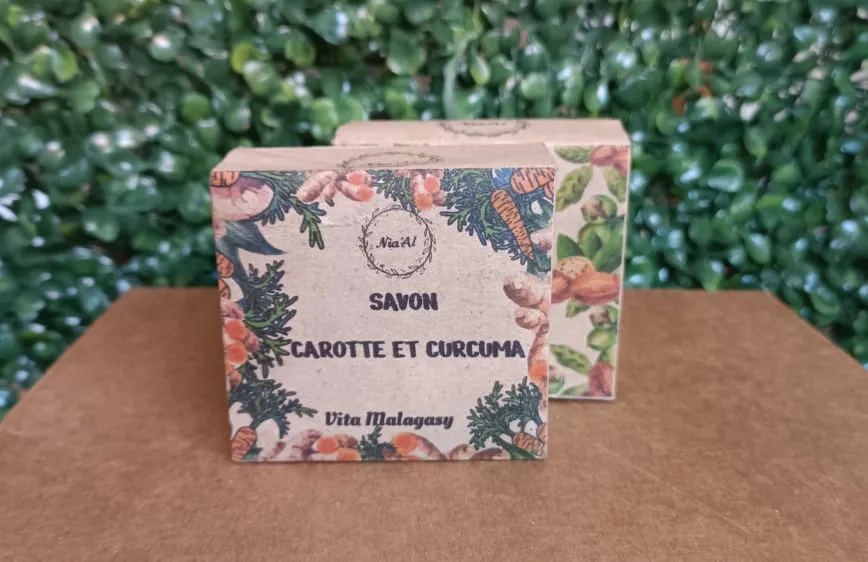 Nia'Al
SAVON
CAROTTE ET CURCUMA
Vita Malagasy